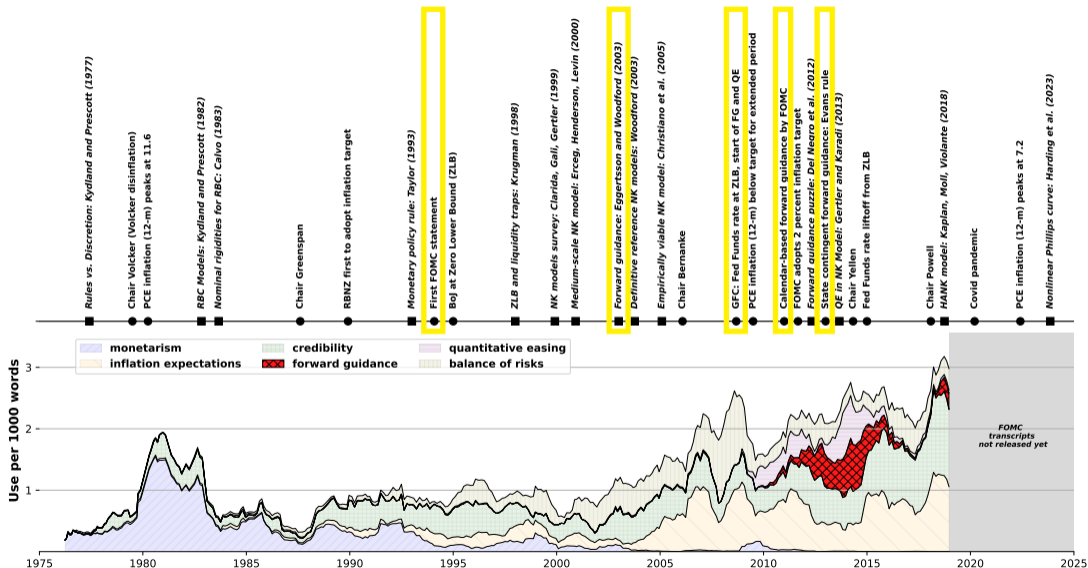 Rules vs. Discretion: Kydland and Prescott (1977)
Chair Volcker (Volcker disinflation)
PCE inflation (12-m) peaks at 11.6
RBC Models: Kydland and Prescott (1982)
Nominal rigidities for RBC: Calvo (1983)
Chair Greenspan
RBNZ first to adopt inflation target
Monetary policy rule: Taylor (1993)
First FOMC statement
BoJ at Zero Lower Bound (ZLB)
ZLB and liquidity traps: Krugman (1998)
NK models survey: Clarida, Gali, Gertler (1999)
Medium-scale NK model: Erceg, Henderson, Levin (2000)
Forward guidance: Eggertsson and Woodford (2003)
Definitive reference NK models: Woodford (2003)
Empirically viable NK model: Christiano et al. (2005)
Chair Bernanke
GFC: Fed Funds rate at ZLB, start of FG and QE
PCE inflation (12-m) below target for extended period
Calendar-based forward guidance by FOMC
FOMC adopts 2 percent inflation target
Forward guidance puzzle: Del Negro et al. (2012)
State contingent forward guidance: Evans rule
QE in NK Model: Gertler and Karadi (2013)
Chair Yellen
Fed Funds rate liftoff from ZLB
Chair Powell
HANK model: Kaplan, Moll, Violante (2018)
Covid pandemic
PCE inflation (12-m) peaks at 7.2
Nonlinear Phillips curve: Harding et al. (2023)
monetarism
inflation expectations
credibility
forward guidance
quantitative easing
balance of risks
Use per 1000 words
3
2
1
FOMC
transcripts
not released yet
1975 1980 1985 1990 1995 2000 2005 2010 2015 2020 2025